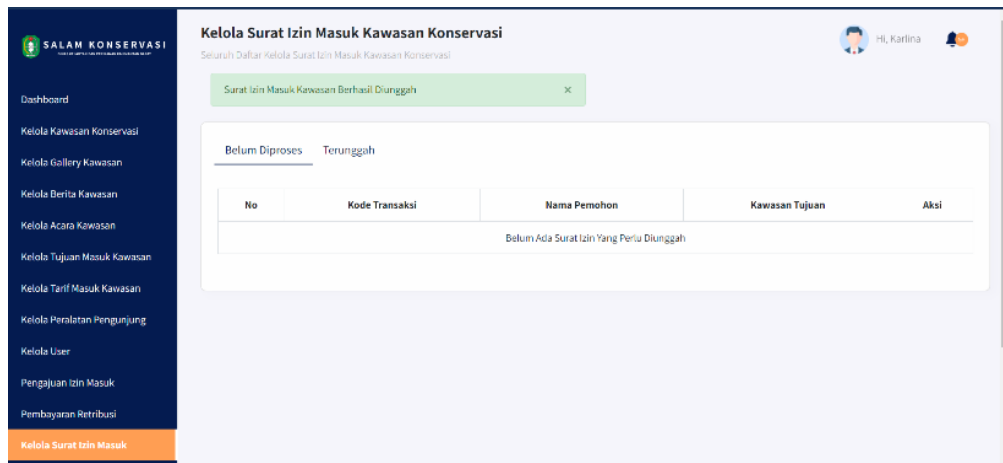 SALAM KONSERVASI
Dashboard
Kelola Kawasan Konservasi
Kelola Gallery Kawasan
Kelola Berita Kawasan
Kelola Acara Kawasan
Kelola Tujuan Masuk Kawasan
Kelola Tarif Masuk Kawasan
Kelola Peralatan Pengunjung
Kelola User
Pengajuan Izin Masuk
Pembayaran Retribusi
Kelola Surat Izin Masuk
Kelola Surat Izin Masuk Kawasan Konservasi
Seluruh Daftar Kelola Surat Izin Masuk Kawasan Konservasi
Hi, Karlina
Surat Izin Masuk Kawasan Berhasil Diunggah ×
Belum Diproses Terunggah
No Kode Transaksi Nama Pemohon Kawasan Tujuan Aksi
Belum Ada Surat Izin Yang Perlu Diunggah